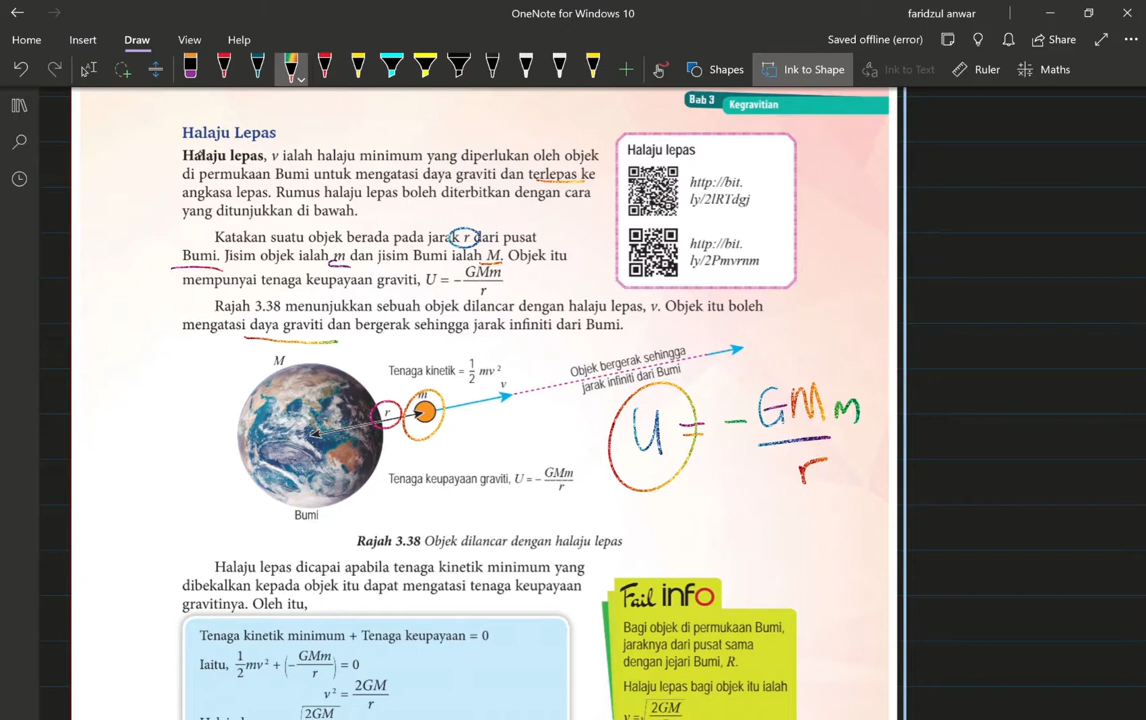 OneNote for Windows 10
faridzul anwar
Home Insert Draw View Help
Saved offline (error)
Share
Shapes
Ink to Shape
Ink to Text
Ruler
Maths
Bab 3 Kegravitian
Halaju Lepas
Halaju lepas, v ialah halaju minimum yang diperlukan oleh objek
di permukaan Bumi untuk mengatasi daya graviti dan terlepas ke
angkasa lepas. Rumus halaju lepas boleh diterbitkan dengan cara
yang ditunjukkan di bawah.
Katakan suatu objek berada pada jarak r dari pusat
Bumi. Jisim objek ialah m dan jisim Bumi ialah M. Objek itu
mempunyai tenaga keupayaan graviti, U = – GMm/r
Halaju lepas
http://bit.
ly/2lRTdgj
http://bit.
ly/2Pmvrnm
Rajah 3.38 menunjukkan sebuah objek dilancar dengan halaju lepas, v. Objek itu boleh
mengatasi daya graviti dan bergerak sehingga jarak infiniti dari Bumi.
M
Tenaga kinetik = 1/2 mv²
m
v
r
Objek bergerak sehingga
jarak infiniti dari Bumi
U = – GMm/r
Tenaga keupayaan graviti, U = – GMm/r
Bumi
Rajah 3.38 Objek dilancar dengan halaju lepas
Halaju lepas dicapai apabila tenaga kinetik minimum yang
dibekalkan kepada objek itu dapat mengatasi tenaga keupayaan
gravitinya. Oleh itu,
Tenaga kinetik minimum + Tenaga keupayaan = 0
Iaitu, 1/2 mv² + (– GMm/r) = 0
v² = 2GM/r
2GM
Fail info
Bagi objek di permukaan Bumi,
jaraknya dari pusat sama
dengan jejari Bumi, R.
Halaju lepas bagi objek itu ialah
v = √2GM